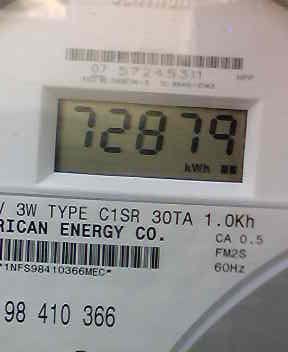 07 57245311
72879
kWh
V 3W TYPE C1SR 30TA 1.0Kh
RICAN ENERGY CO.
CA 0.5
FM2S
60Hz
*1NFS98410366MEC*
98 410 366